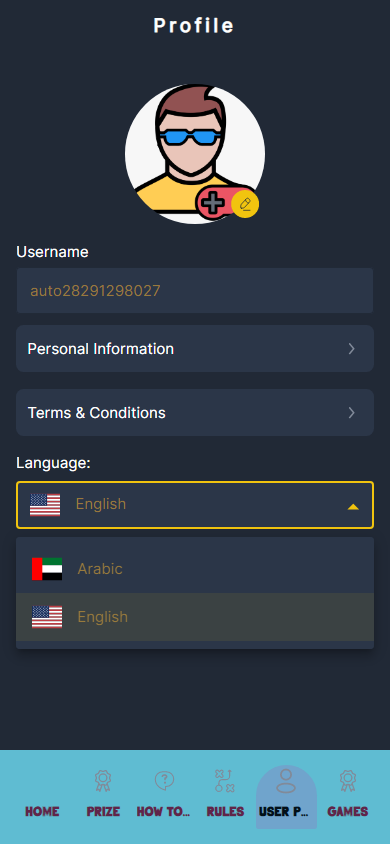 Profile
Username
auto28291298027
Personal Information
Terms & Conditions
Language:
English
Arabic
English
HOME PRIZE HOW TO... RULES USER P... GAMES